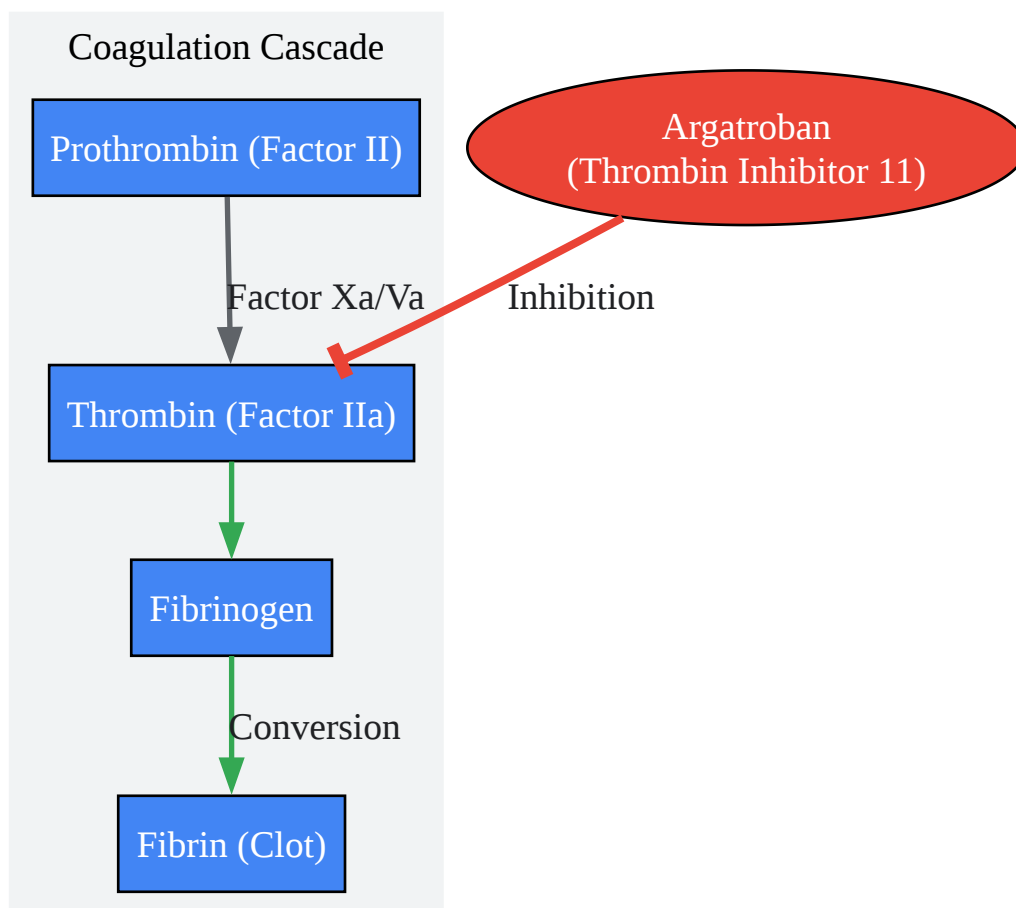 Coagulation Cascade
Prothrombin (Factor II)
Argatroban
(Thrombin Inhibitor 11)
Factor Xa/Va
Inhibition
Thrombin (Factor IIa)
Fibrinogen
Conversion
Fibrin (Clot)